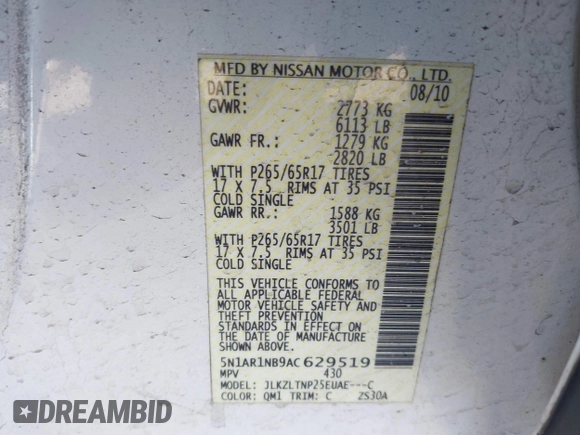 MFD BY NISSAN MOTOR CO., LTD.
DATE: 08/10
GVWR: 2773 KG
6113 LB
GAWR FR.: 1279 KG
2820 LB
WITH P265/65R17 TIRES
17 X 7.5 RIMS AT 35 PSI
COLD SINGLE
GAWR RR.: 1588 KG
3501 LB
WITH P265/65R17 TIRES
17 X 7.5 RIMS AT 35 PSI
COLD SINGLE
THIS VEHICLE CONFORMS TO
ALL APPLICABLE FEDERAL
MOTOR VEHICLE SAFETY AND
THEFT PREVENTION
STANDARDS IN EFFECT ON
THE DATE OF MANUFACTURE
5N1AR1NB9AC629519
MPV 430
MODEL: JLKZLTNP25EUAE---C
COLOR: QM1 TRIM: C ZS30A
DREAMBID